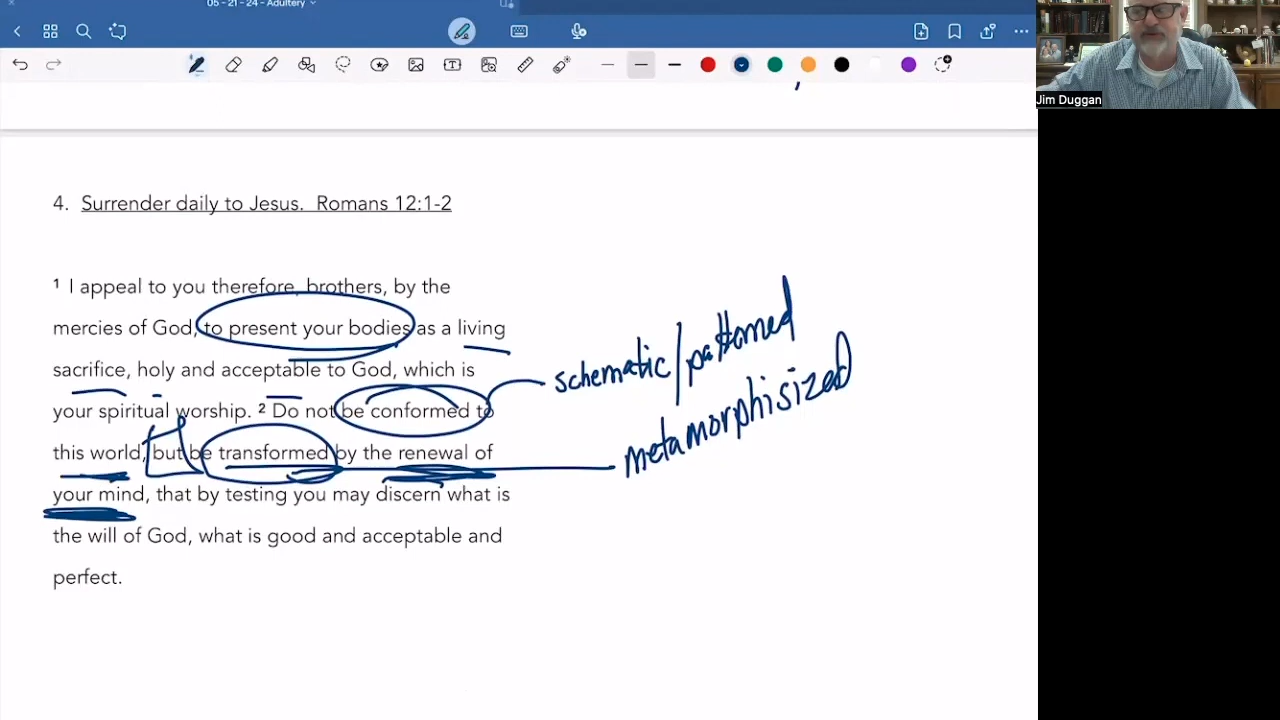 05 - 21 - 24 - Adultery
Jim Duggan
4. Surrender daily to Jesus. Romans 12:1-2
¹ I appeal to you therefore, brothers, by the
mercies of God, to present your bodies as a living
sacrifice, holy and acceptable to God, which is
your spiritual worship. ² Do not be conformed to
this world, but be transformed by the renewal of
your mind, that by testing you may discern what is
the will of God, what is good and acceptable and
perfect.
schematic/patterned
metamorphisized